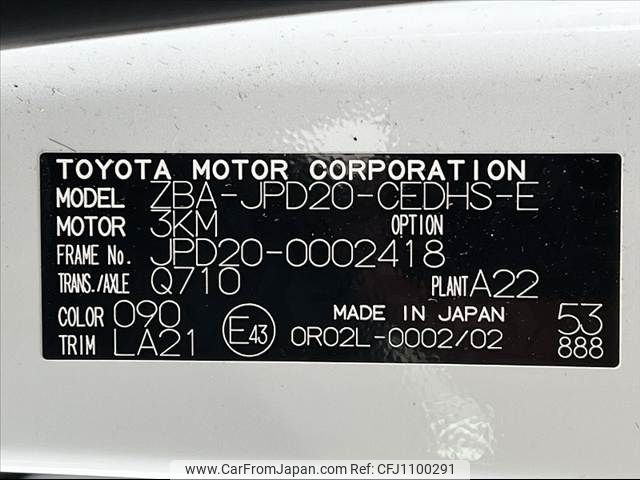 TOYOTA MOTOR CORPORATION
MODEL ZBA-JPD20-CEDHS-E
MOTOR 3KM OPTION
FRAME No. JPD20-0002418
TRANS./AXLE Q710 PLANT A22
COLOR 090 MADE IN JAPAN 53
TRIM LA21 E43 0R02L-0002/02 888
www.CarFromJapan.com - CFJ1100291